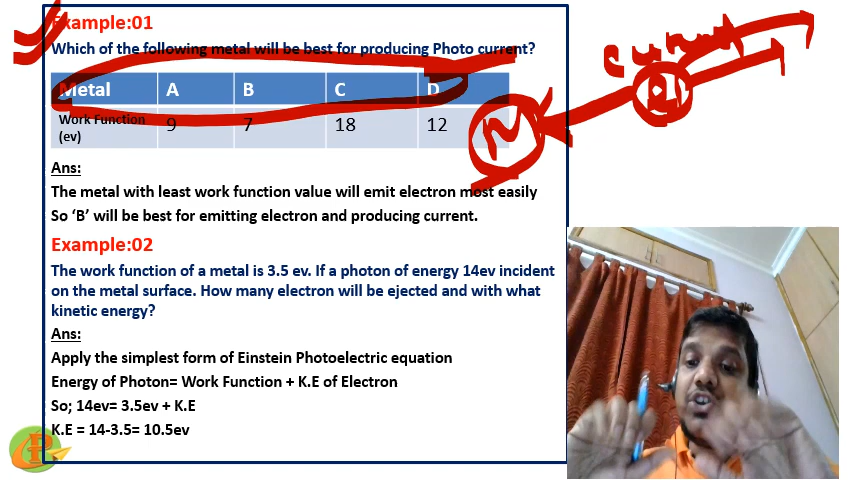 Example:01
Which of the following metal will be best for producing Photo current?
Metal A B C D
Work Function (ev) 9 7 18 12
Ans:
The metal with least work function value will emit electron most easily
So ‘B’ will be best for emitting electron and producing current.
Example:02
The work function of a metal is 3.5 ev. If a photon of energy 14ev incident
on the metal surface. How many electron will be ejected and with what
kinetic energy?
Ans:
Apply the simplest form of Einstein Photoelectric equation
Energy of Photon= Work Function + K.E of Electron
So; 14ev= 3.5ev + K.E
K.E = 14-3.5= 10.5ev